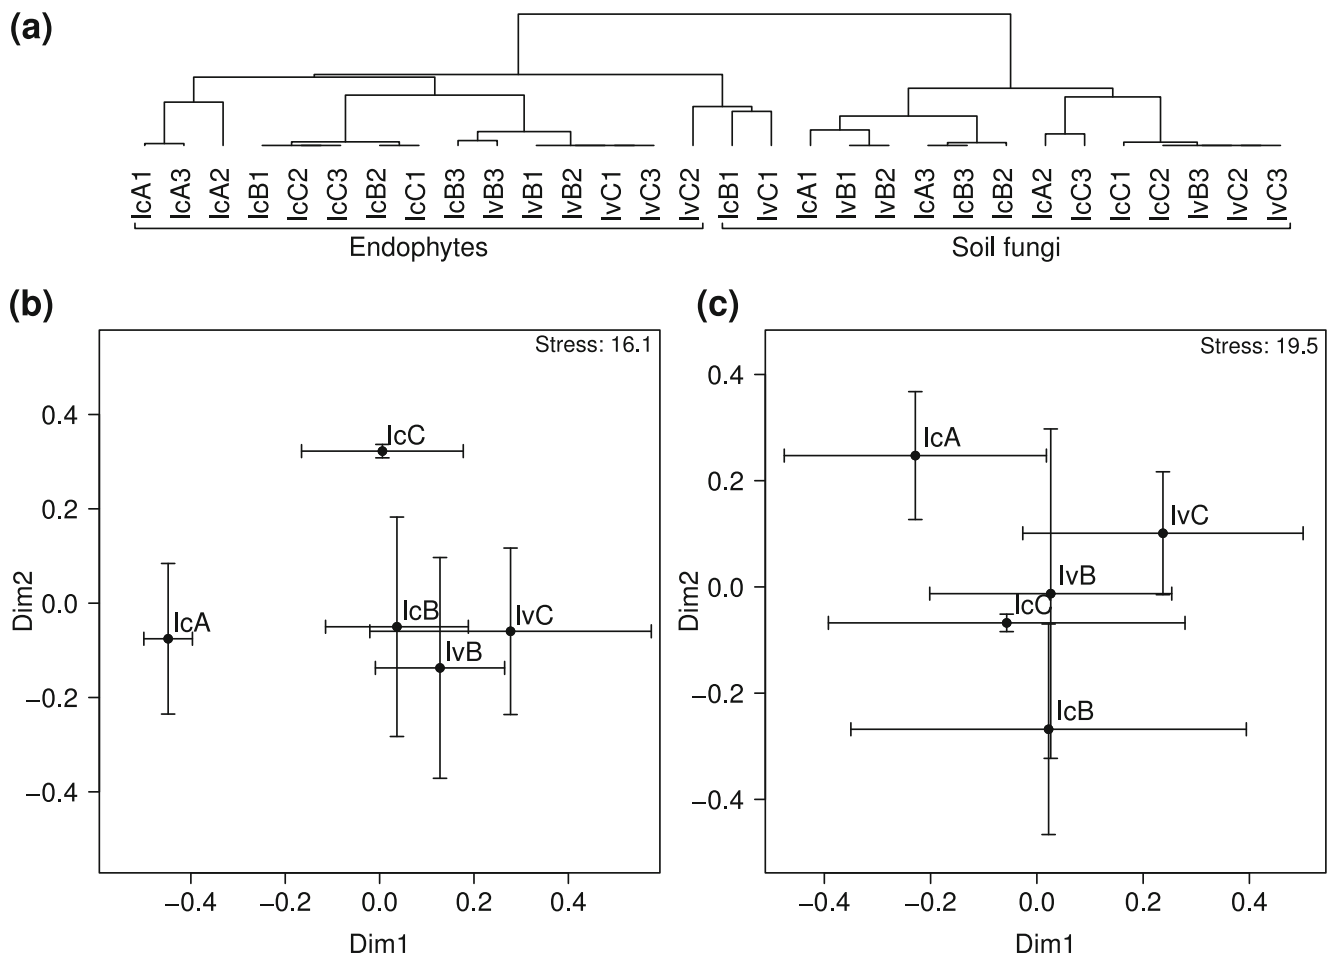 (a)
IcA1 IcA3 IcA2 IcB1 IcC2 IcC3 IcB2 IcC1 IcB3 IvB3 IvB1 IvB2 IvC1 IvC3 IvC2 IcB1 IvC1 IcA1 IvB1 IvB2 IcA3 IcB3 IcB2 IcA2 IcC3 IcC1 IcC2 IvB3 IvC2 IvC3
Endophytes Soil fungi
(b)
Stress: 16.1
0.4
0.2
0.0
−0.2
−0.4
Dim2
IcC
IcB
IvC
IcA
IvB
−0.4 −0.2 0.0 0.2 0.4
Dim1
(c)
Stress: 19.5
0.4
0.2
0.0
−0.2
−0.4
Dim2
IcA
IvC
IvB
IcC
IcB
−0.4 −0.2 0.0 0.2 0.4
Dim1